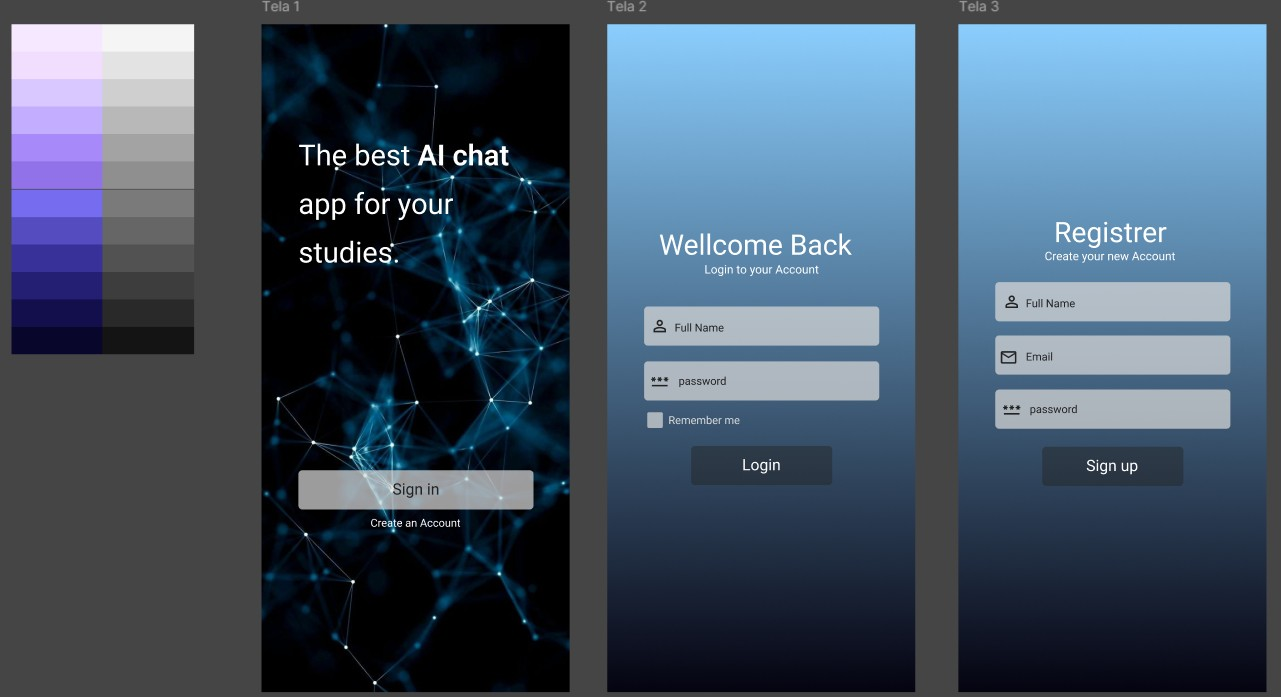 Tela 1
The best AI chat
app for your
studies.
Sign in
Create an Account
Tela 2
Wellcome Back
Login to your Account
Full Name
*** password
Remember me
Login
Tela 3
Registrer
Create your new Account
Full Name
Email
*** password
Sign up